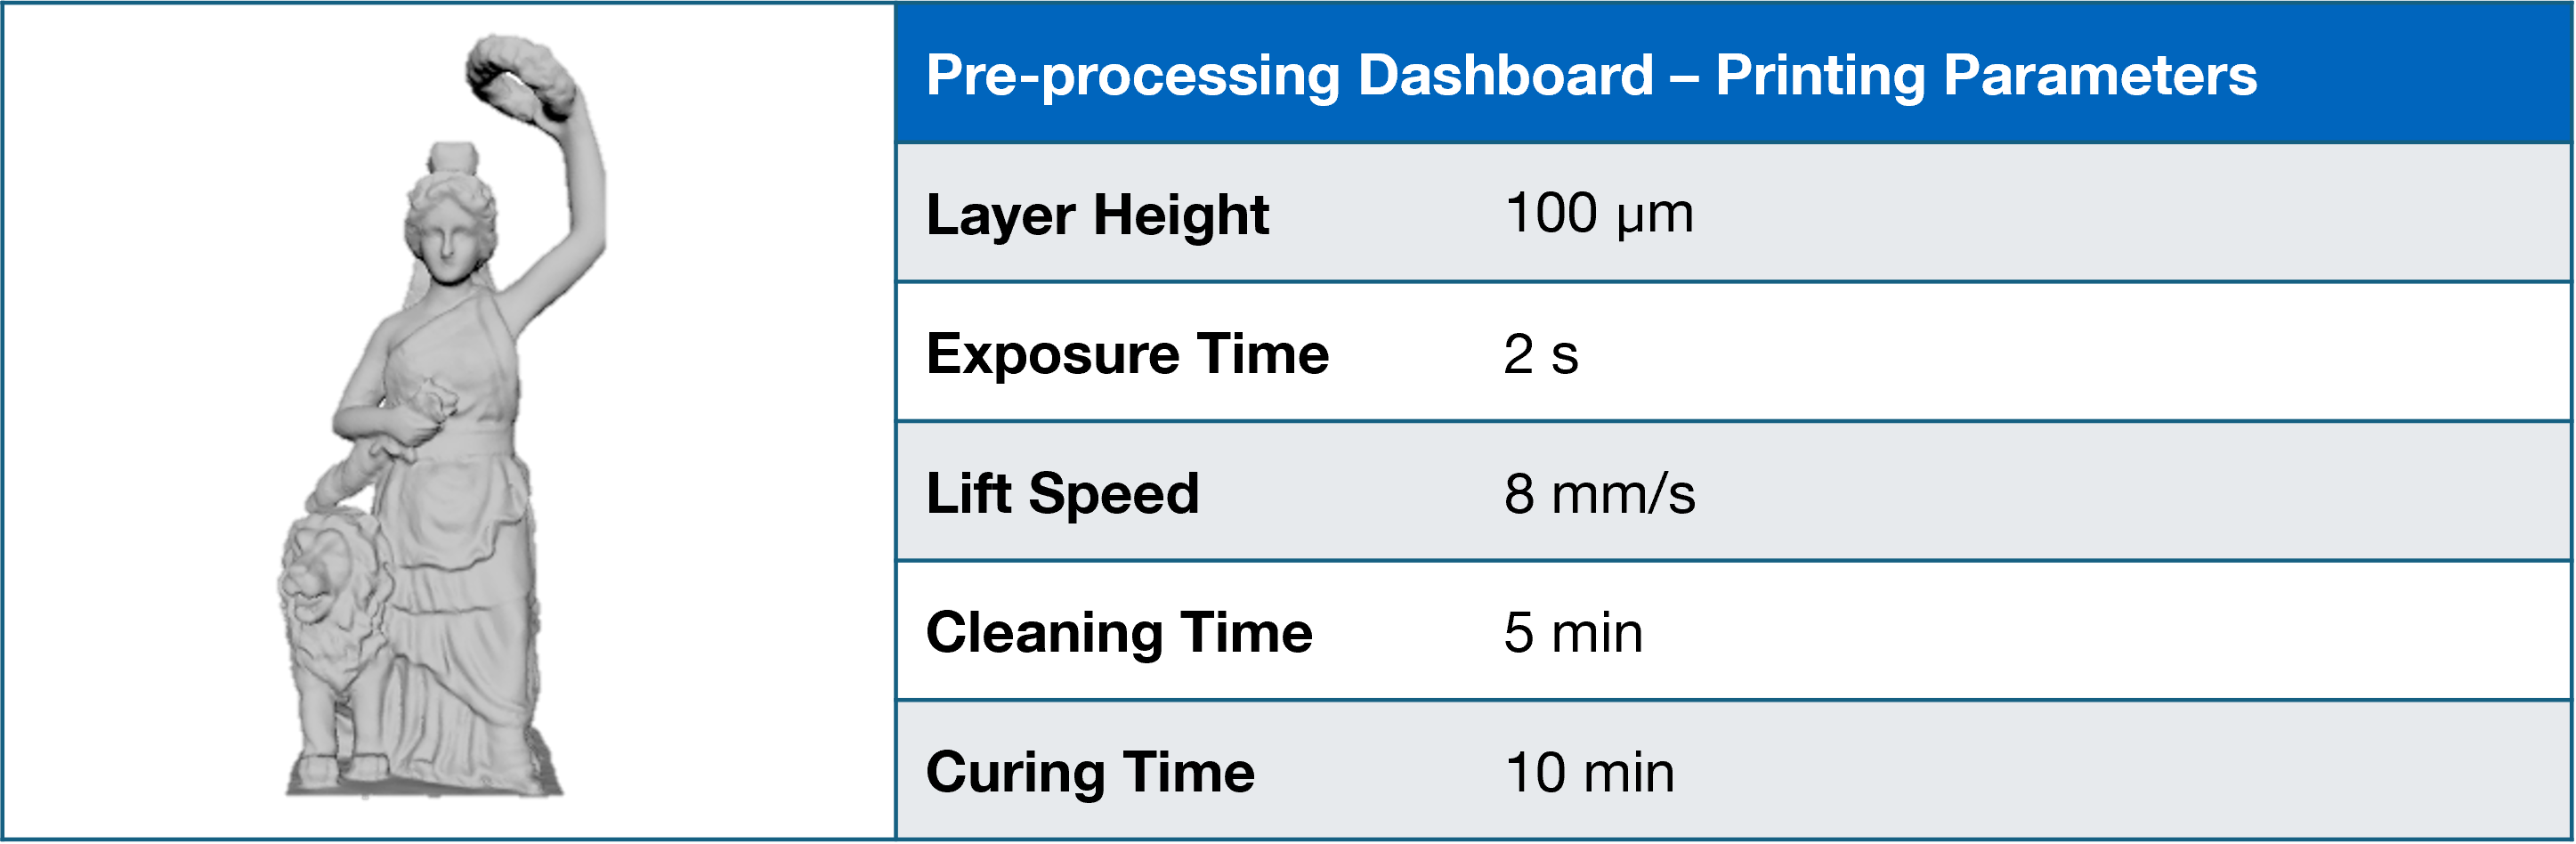 Pre-processing Dashboard – Printing Parameters
Layer Height 100 µm
Exposure Time 2 s
Lift Speed 8 mm/s
Cleaning Time 5 min
Curing Time 10 min